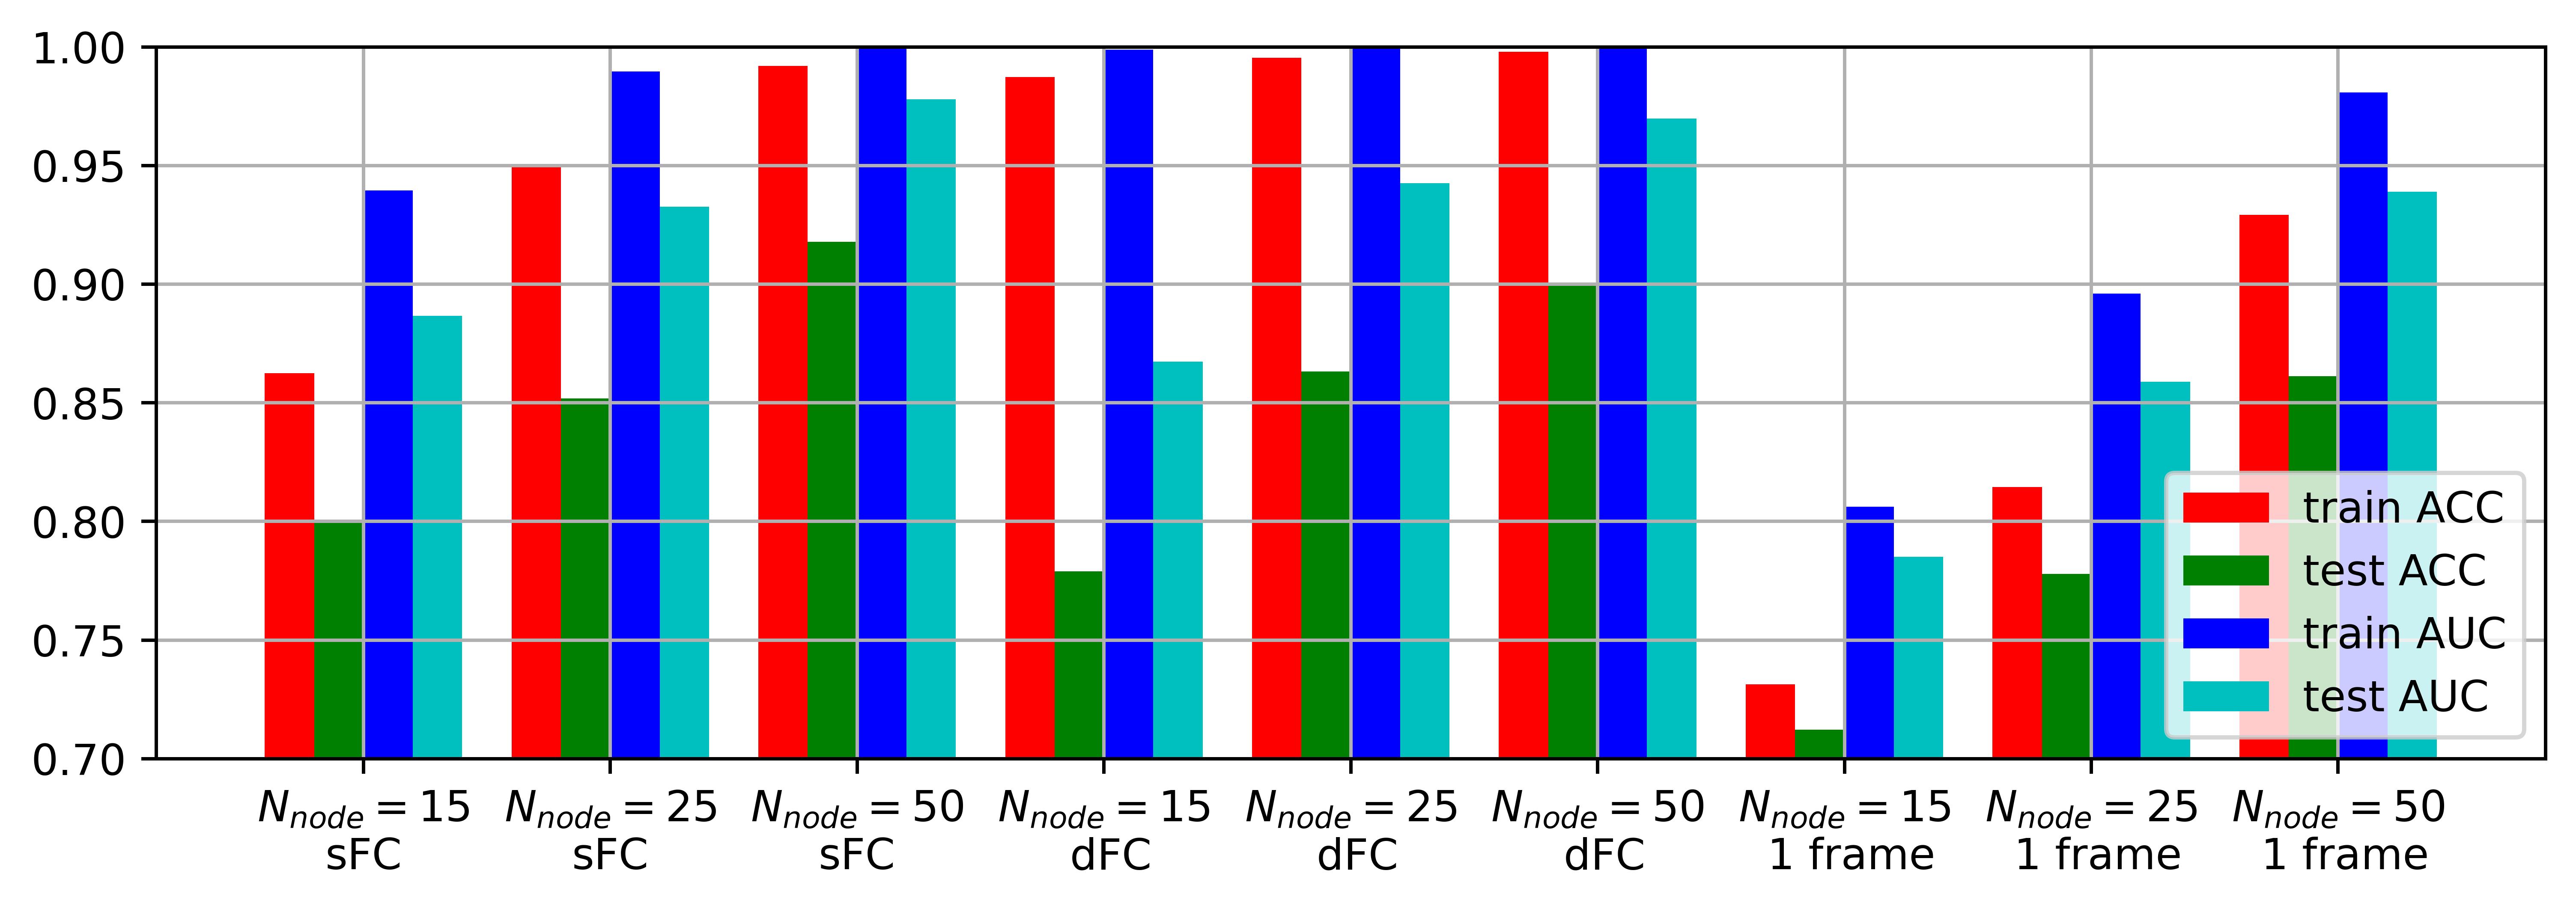 1.00
0.95
0.90
0.85
0.80
0.75
0.70
train ACC
test ACC
train AUC
test AUC
N_node = 15 N_node = 25 N_node = 50 N_node = 15 N_node = 25 N_node = 50 N_node = 15 N_node = 25 N_node = 50
sFC sFC sFC dFC dFC dFC 1 frame 1 frame 1 frame